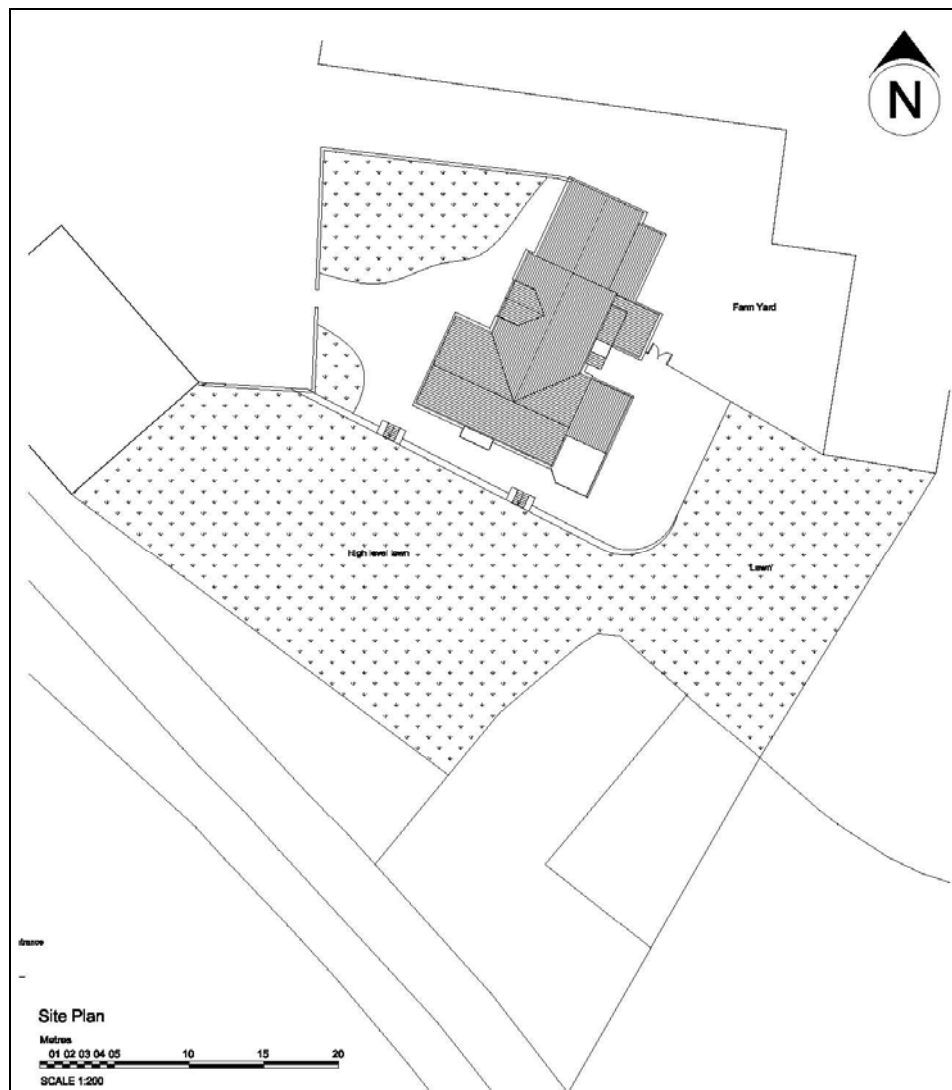 N
Farm Yard
High level lawn
'Lawn'
drance
Site Plan
Metres
01 02 03 04 05 10 15 20
SCALE 1:200